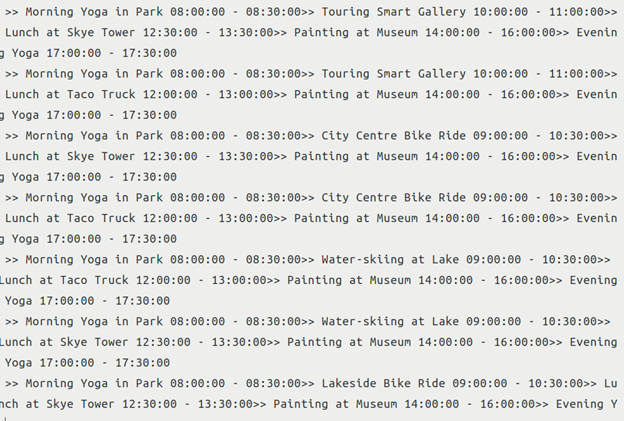 >> Morning Yoga in Park 08:00:00 - 08:30:00>> Touring Smart Gallery 10:00:00 - 11:00:00>>
Lunch at Skye Tower 12:30:00 - 13:30:00>> Painting at Museum 14:00:00 - 16:00:00>> Evenin
g Yoga 17:00:00 - 17:30:00
>> Morning Yoga in Park 08:00:00 - 08:30:00>> Touring Smart Gallery 10:00:00 - 11:00:00>>
Lunch at Taco Truck 12:00:00 - 13:00:00>> Painting at Museum 14:00:00 - 16:00:00>> Evenin
g Yoga 17:00:00 - 17:30:00
>> Morning Yoga in Park 08:00:00 - 08:30:00>> City Centre Bike Ride 09:00:00 - 10:30:00>>
Lunch at Skye Tower 12:30:00 - 13:30:00>> Painting at Museum 14:00:00 - 16:00:00>> Evenin
g Yoga 17:00:00 - 17:30:00
>> Morning Yoga in Park 08:00:00 - 08:30:00>> City Centre Bike Ride 09:00:00 - 10:30:00>>
Lunch at Taco Truck 12:00:00 - 13:00:00>> Painting at Museum 14:00:00 - 16:00:00>> Evenin
g Yoga 17:00:00 - 17:30:00
>> Morning Yoga in Park 08:00:00 - 08:30:00>> Water-skiing at Lake 09:00:00 - 10:30:00>>
Lunch at Taco Truck 12:00:00 - 13:00:00>> Painting at Museum 14:00:00 - 16:00:00>> Evening
Yoga 17:00:00 - 17:30:00
>> Morning Yoga in Park 08:00:00 - 08:30:00>> Water-skiing at Lake 09:00:00 - 10:30:00>>
Lunch at Skye Tower 12:30:00 - 13:30:00>> Painting at Museum 14:00:00 - 16:00:00>> Evening
Yoga 17:00:00 - 17:30:00
>> Morning Yoga in Park 08:00:00 - 08:30:00>> Lakeside Bike Ride 09:00:00 - 10:30:00>> Lu
nch at Skye Tower 12:30:00 - 13:30:00>> Painting at Museum 14:00:00 - 16:00:00>> Evening Y